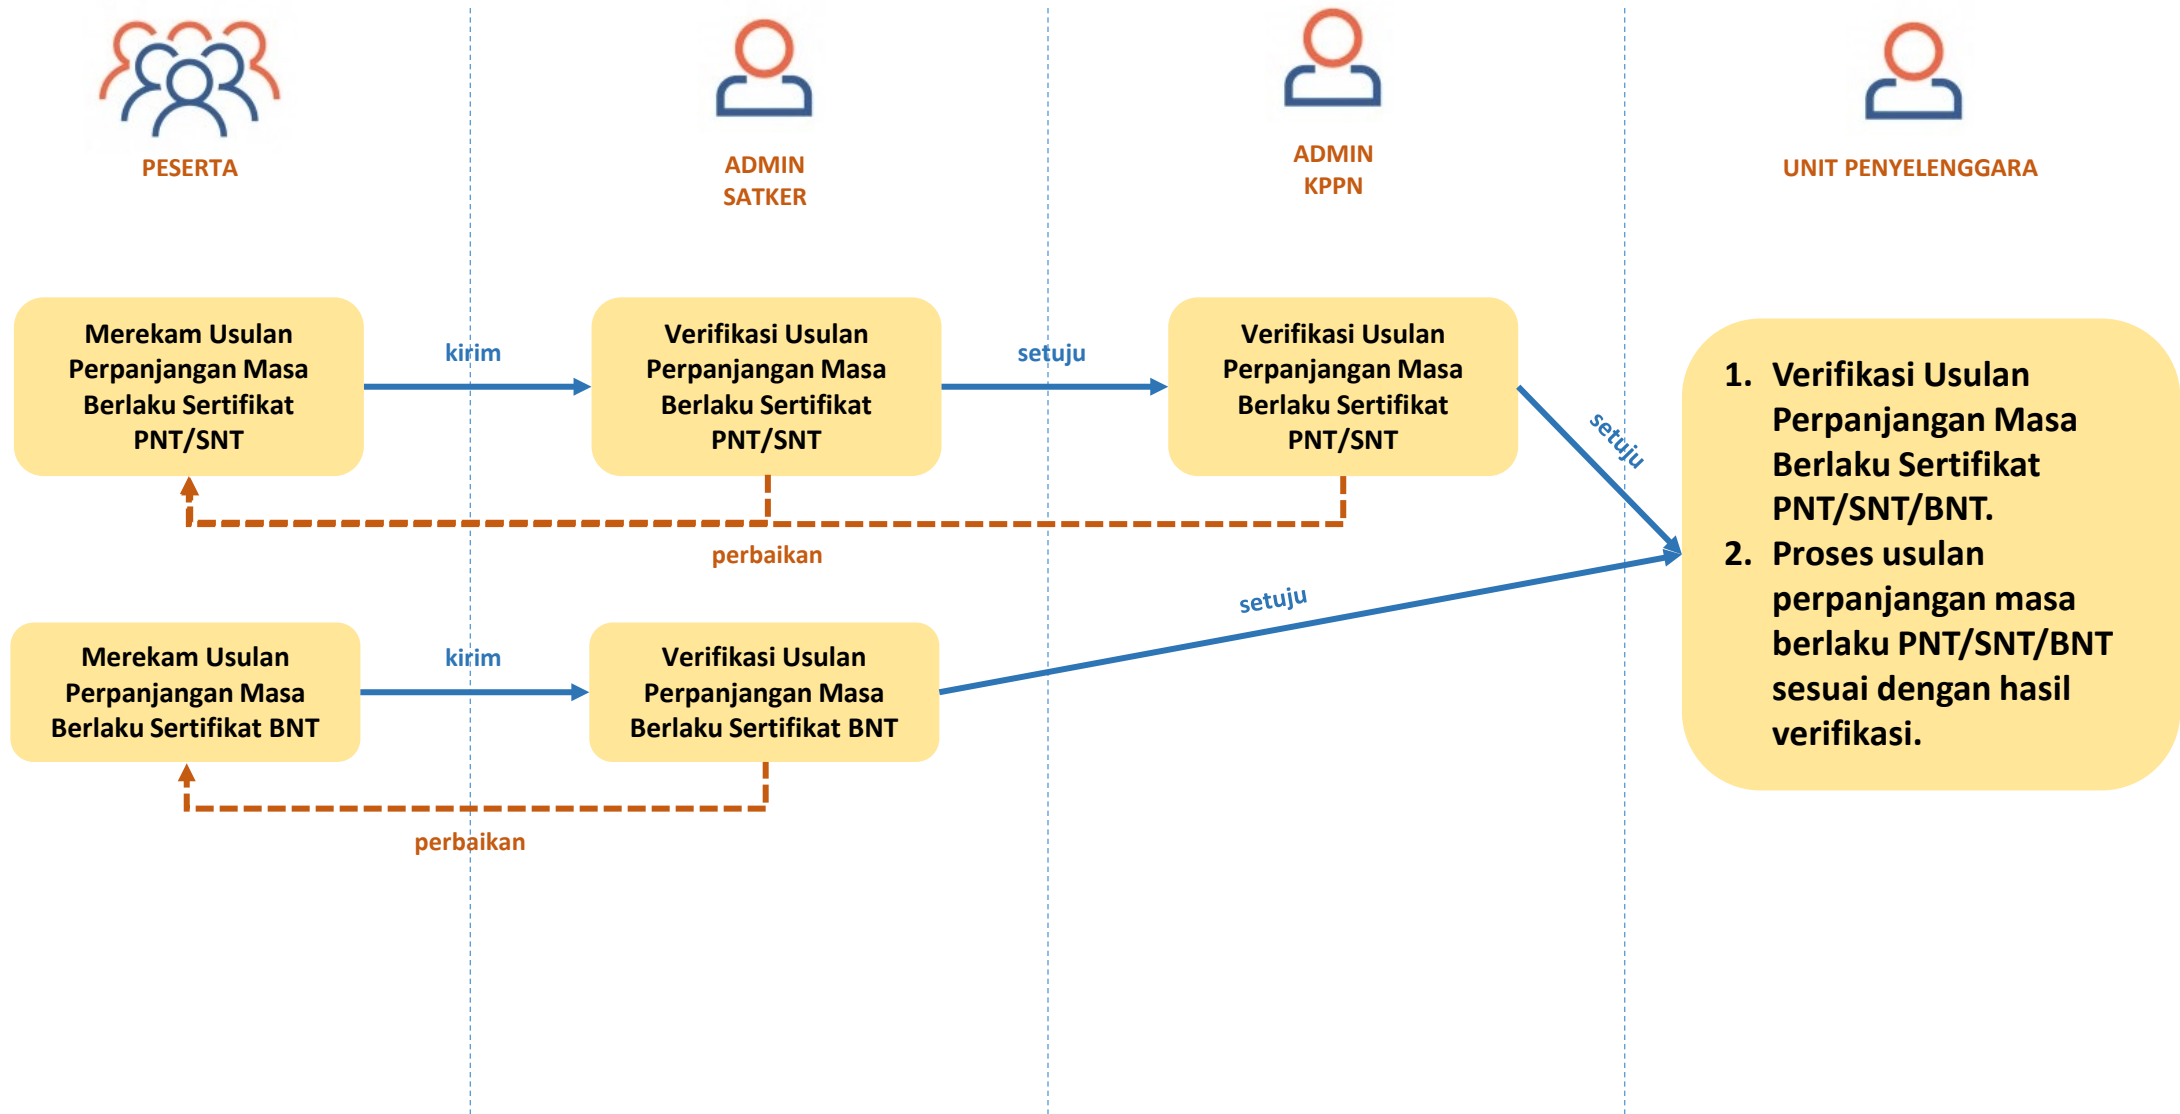 PESERTA
ADMIN
SATKER
ADMIN
KPPN
UNIT PENYELENGGARA
Merekam Usulan
Perpanjangan Masa
Berlaku Sertifikat
PNT/SNT
kirim
Verifikasi Usulan
Perpanjangan Masa
Berlaku Sertifikat
PNT/SNT
setuju
Verifikasi Usulan
Perpanjangan Masa
Berlaku Sertifikat
PNT/SNT
setuju
perbaikan
Merekam Usulan
Perpanjangan Masa
Berlaku Sertifikat BNT
kirim
Verifikasi Usulan
Perpanjangan Masa
Berlaku Sertifikat BNT
setuju
perbaikan
1. Verifikasi Usulan
Perpanjangan Masa
Berlaku Sertifikat
PNT/SNT/BNT.
2. Proses usulan
perpanjangan masa
berlaku PNT/SNT/BNT
sesuai dengan hasil
verifikasi.